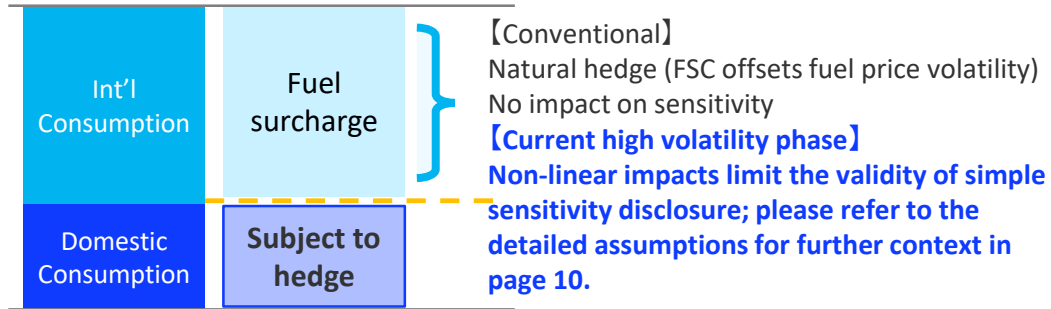 Int’l
Consumption
Fuel
surcharge
【Conventional】
Natural hedge (FSC offsets fuel price volatility)
No impact on sensitivity
【Current high volatility phase】
Non-linear impacts limit the validity of simple
sensitivity disclosure; please refer to the
detailed assumptions for further context in
page 10.
Domestic
Consumption
Subject to
hedge